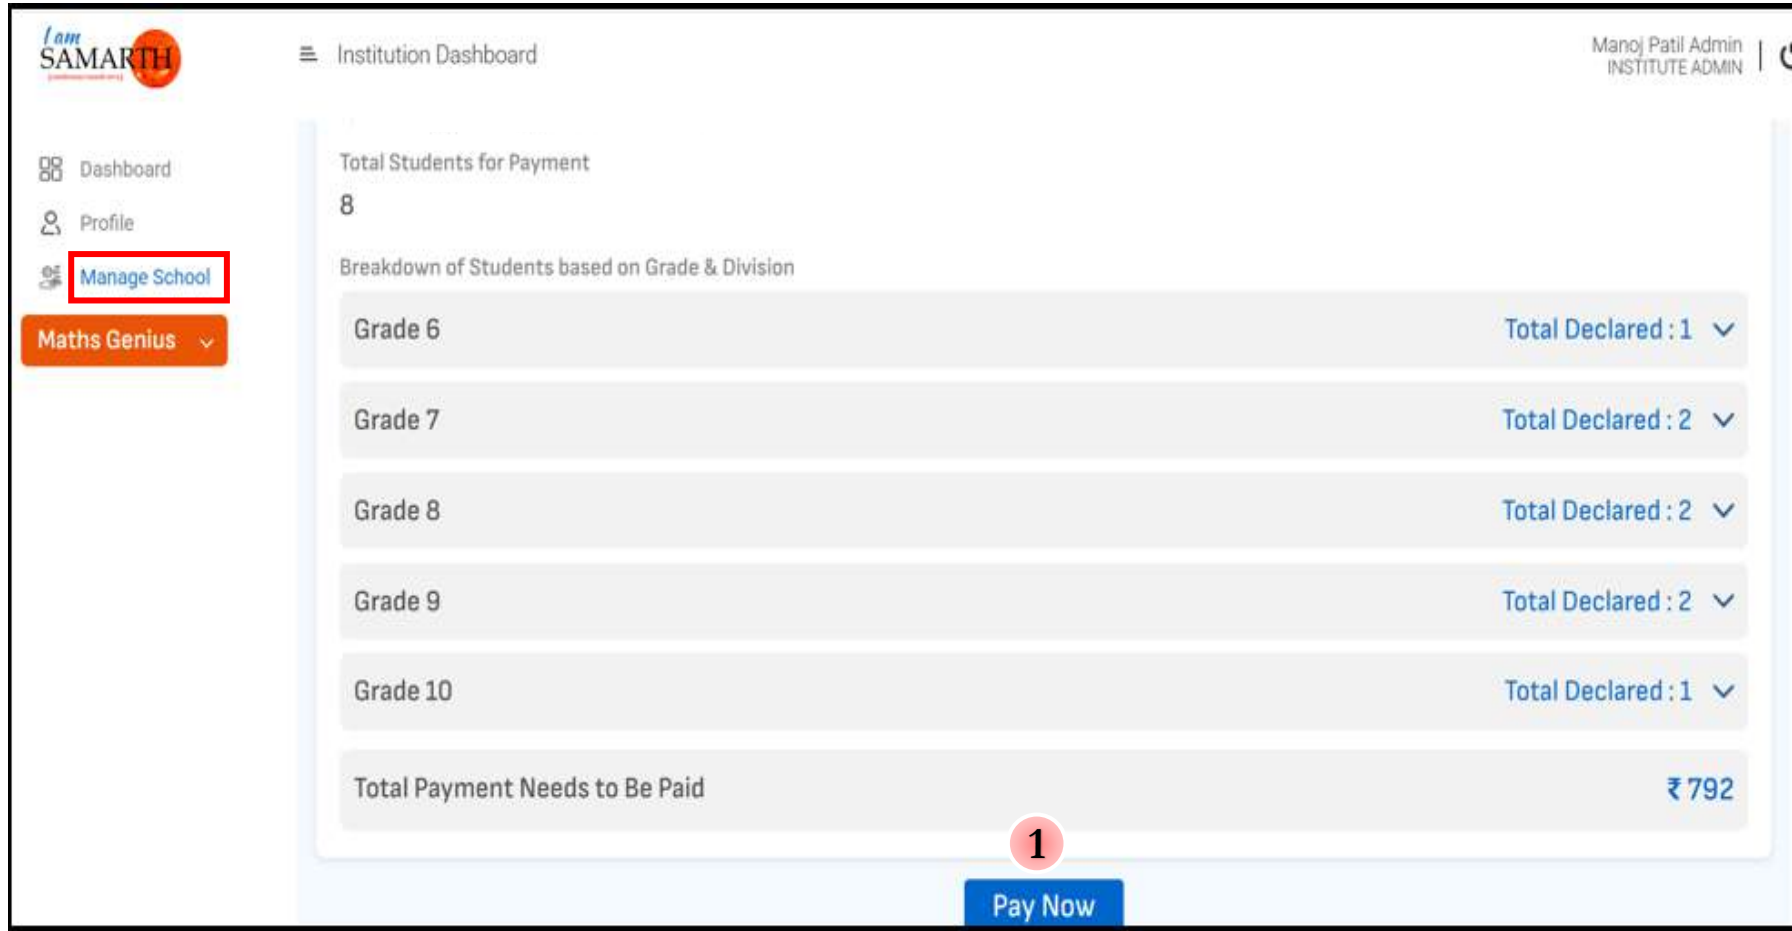 I am
SAMARTH
Institution Dashboard
Manoj Patil Admin
INSTITUTE ADMIN
Dashboard
Profile
Manage School
Maths Genius
Total Students for Payment
8
Breakdown of Students based on Grade & Division
Grade 6 Total Declared : 1
Grade 7 Total Declared : 2
Grade 8 Total Declared : 2
Grade 9 Total Declared : 2
Grade 10 Total Declared : 1
Total Payment Needs to Be Paid ₹ 792
1
Pay Now